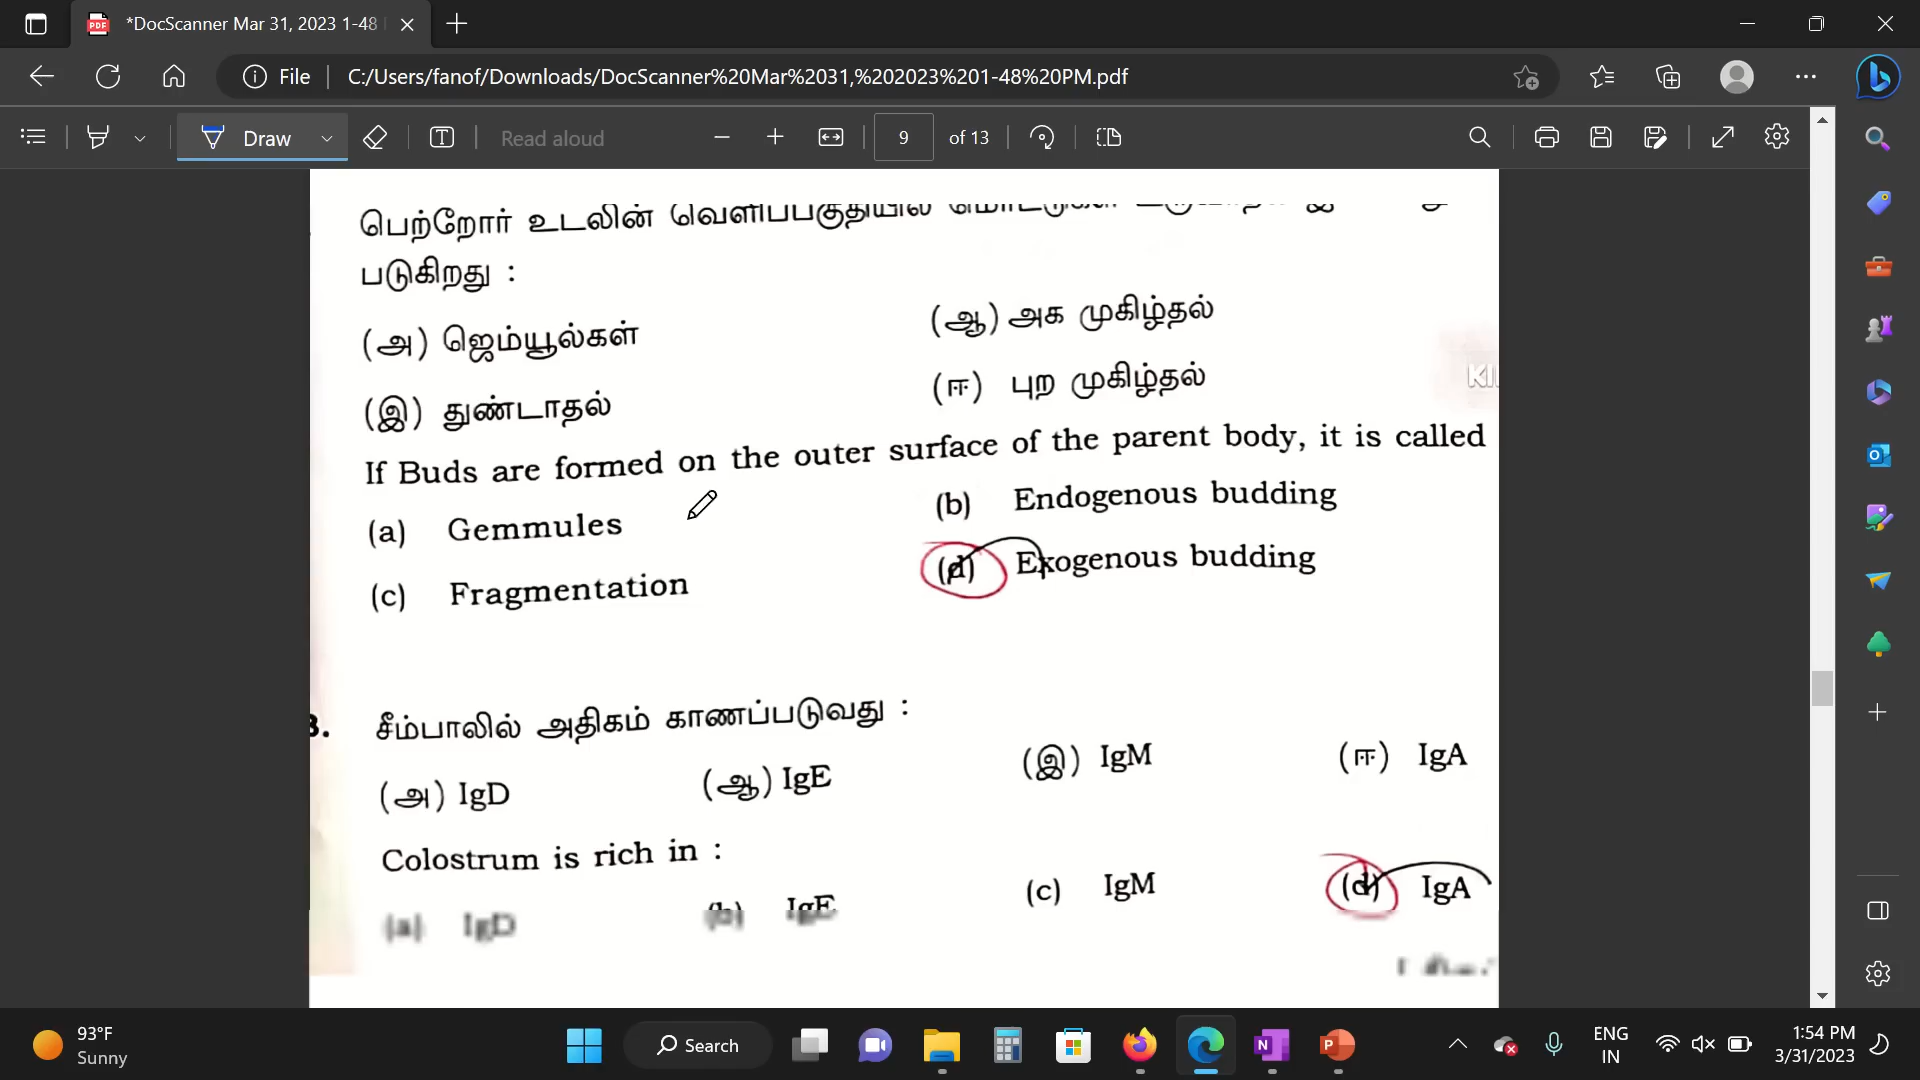 *DocScanner Mar 31, 2023 1-48
File
C:/Users/fanof/Downloads/DocScanner%20Mar%2031,%202023%201-48%20PM.pdf
Draw
Read aloud
9 of 13
பெற்றோர் உடலின் வெளிப்பகுதியில்
படுகிறது :
(அ) ஜெம்யூல்கள் (ஆ) அக முகிழ்தல்
(இ) துண்டாதல் (ஈ) புற முகிழ்தல்
If Buds are formed on the outer surface of the parent body, it is called
(a) Gemmules (b) Endogenous budding
(c) Fragmentation (d) Exogenous budding
சீம்பாலில் அதிகம் காணப்படுவது :
(அ) IgD (ஆ) IgE (இ) IgM (ஈ) IgA
Colostrum is rich in :
(a) IgD (b) IgE (c) IgM (d) IgA
93°F
Sunny
Search
ENG
IN
1:54 PM
3/31/2023